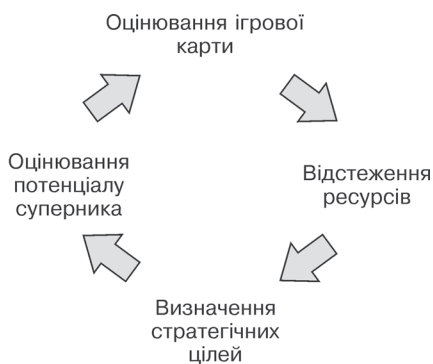 Оцінювання ігрової
карти
Відстеження
ресурсів
Визначення
стратегічних
цілей
Оцінювання
потенціалу
суперника